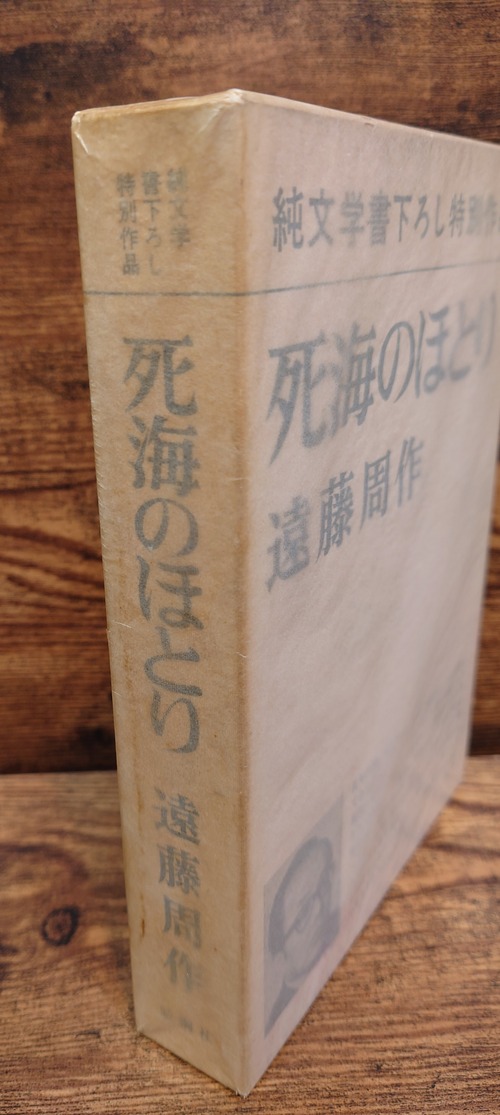 純文学
書下ろし
特別作品
死海のほとり
遠藤周作
純文学書下ろし特別作
死海のほとり
遠藤周作